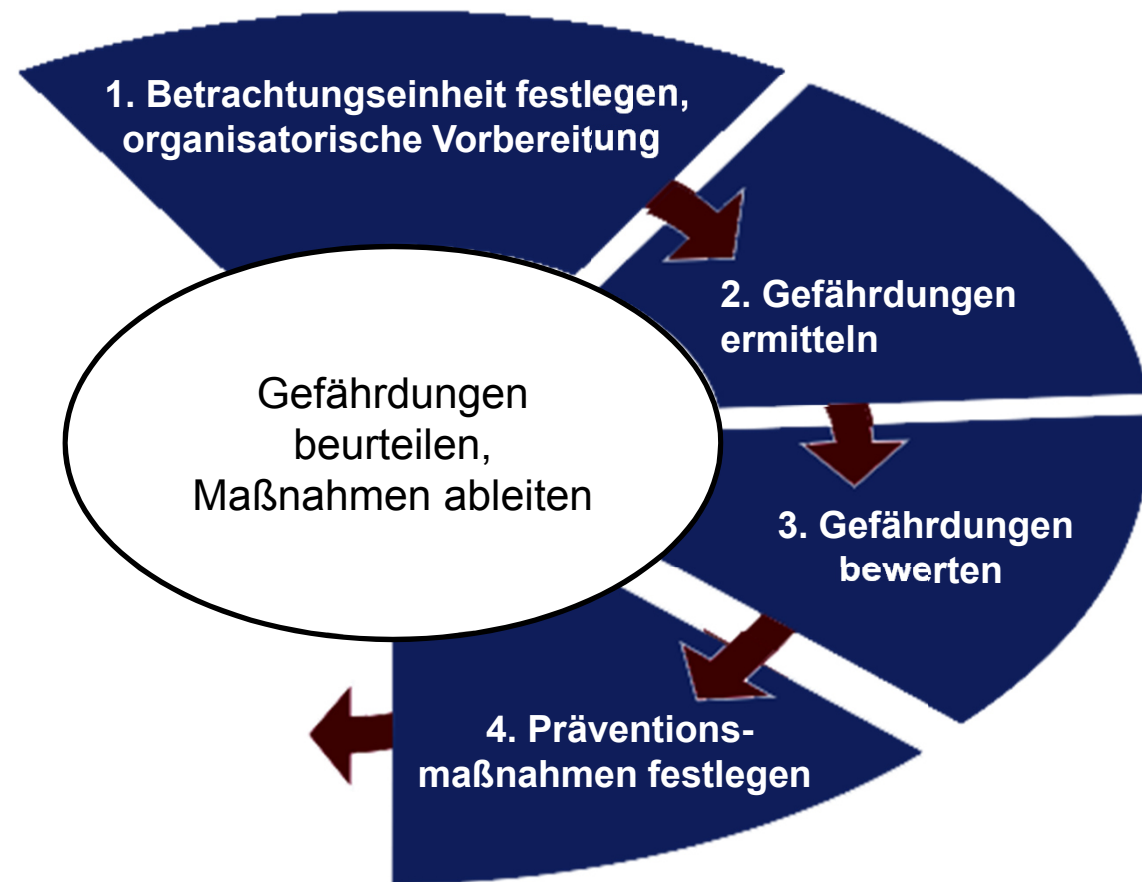 1. Betrachtungseinheit festlegen,
organisatorische Vorbereitung
2. Gefährdungen
ermitteln
Gefährdungen
beurteilen,
Maßnahmen ableiten
3. Gefährdungen
bewerten
4. Präventions-
maßnahmen festlegen